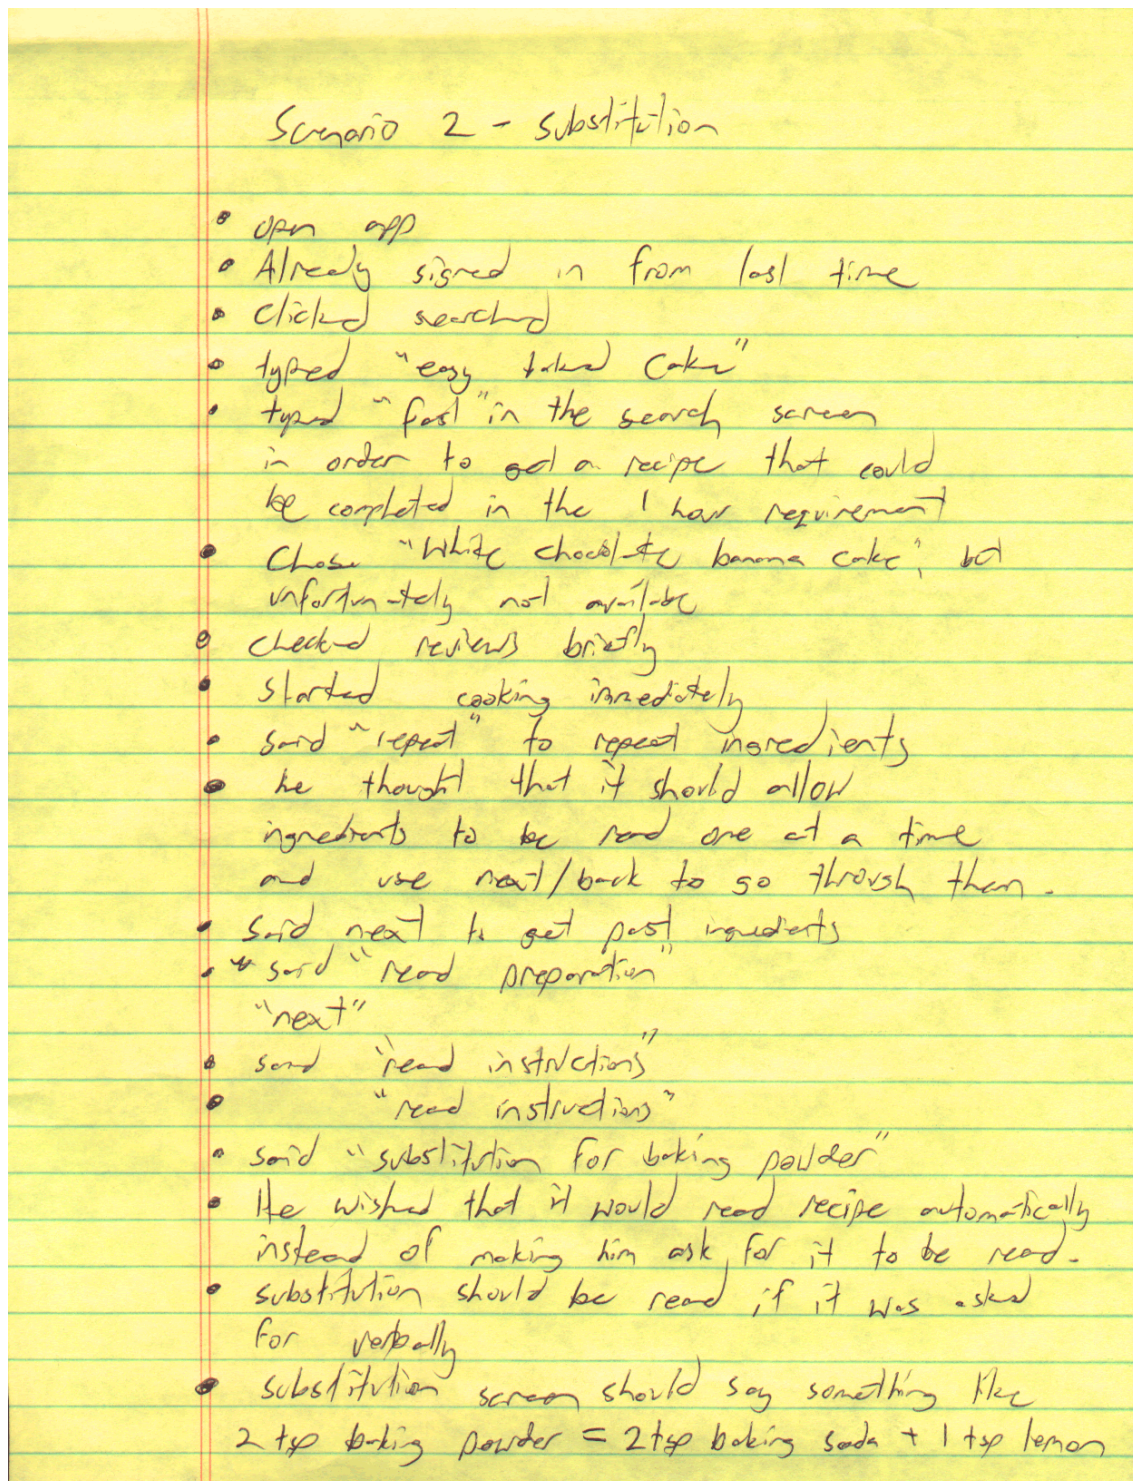 Scenario 2 - substitution
• open app
• Already signed in from last time
• clicked searched
• typed "easy baked cake"
• typed "fast" in the search screen
in order to get a recipe that could
be completed in the 1 hour requirement
• Chose "White chocolate banana cake", but
unfortunately not available
• checked reviews briefly
• started cooking immediately
• said "repeat" to repeat ingredients
• he thought that it should allow
ingredients to be read one at a time
and use next/back to go through them.
• said next to get past ingredients
• " said "read preparation"
"next"
• said "read instructions"
• "read instructions"
• said "substitution for baking powder"
• He wished that it would read recipe automatically
instead of making him ask for it to be read.
• substitution should be read if it was asked
for verbally
• substitution screen should say something like
2 tsp baking powder = 2 tsp baking soda + 1 tsp lemon